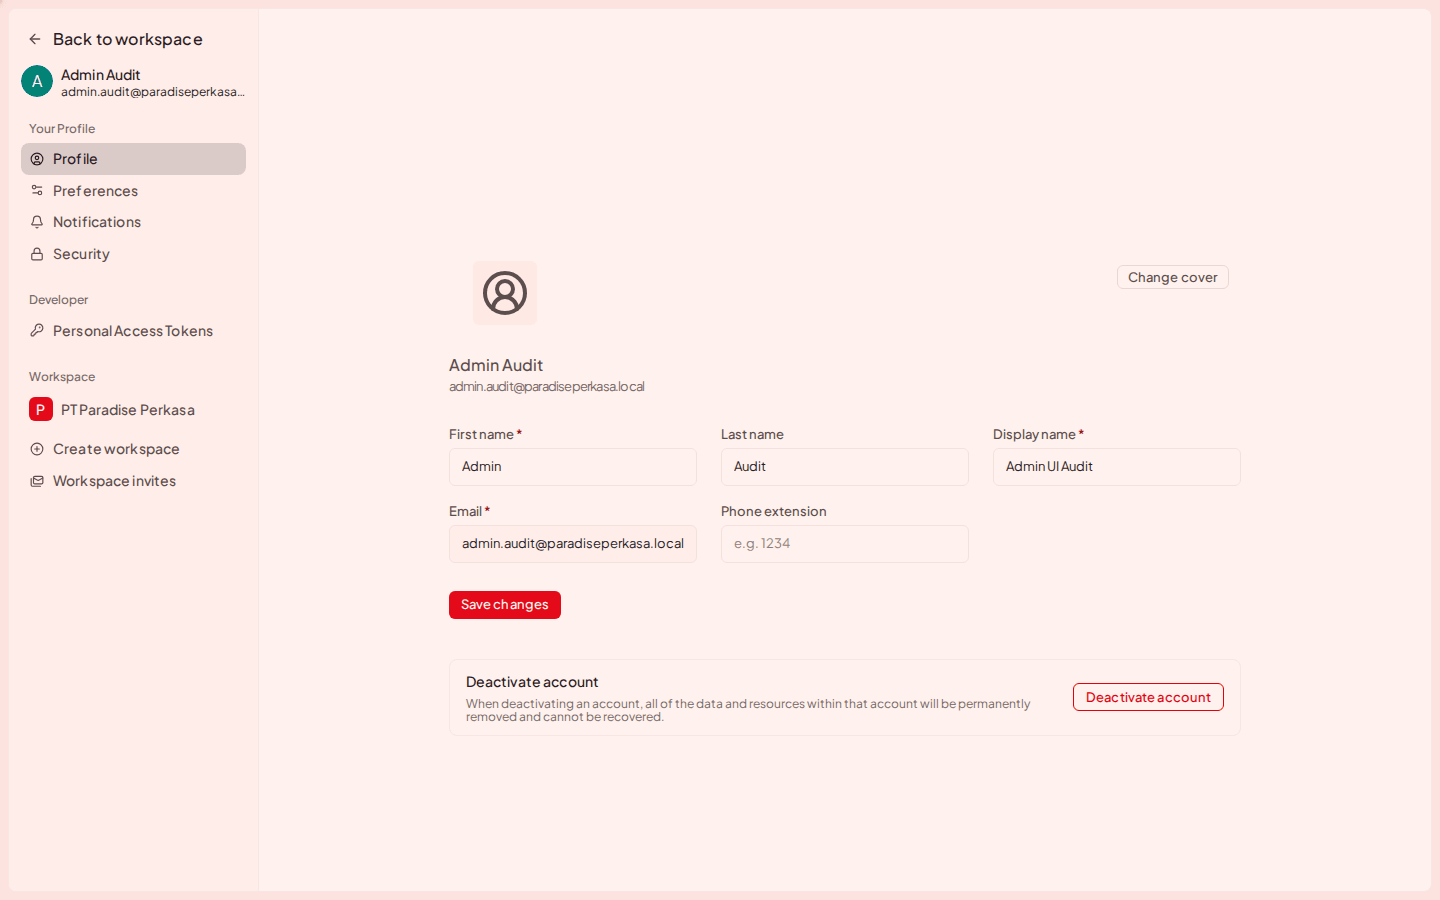 Back to workspace
A
Admin Audit
admin.audit@paradiseperkasa...
Your Profile
Profile
Preferences
Notifications
Security
Developer
Personal Access Tokens
Workspace
P
PT Paradise Perkasa
Create workspace
Workspace invites
Change cover
Admin Audit
admin.audit@paradiseperkasa.local
First name *
Last name
Display name *
Admin
Audit
Admin UI Audit
Email *
Phone extension
admin.audit@paradiseperkasa.local
e.g. 1234
Save changes
Deactivate account
When deactivating an account, all of the data and resources within that account will be permanently
removed and cannot be recovered.
Deactivate account